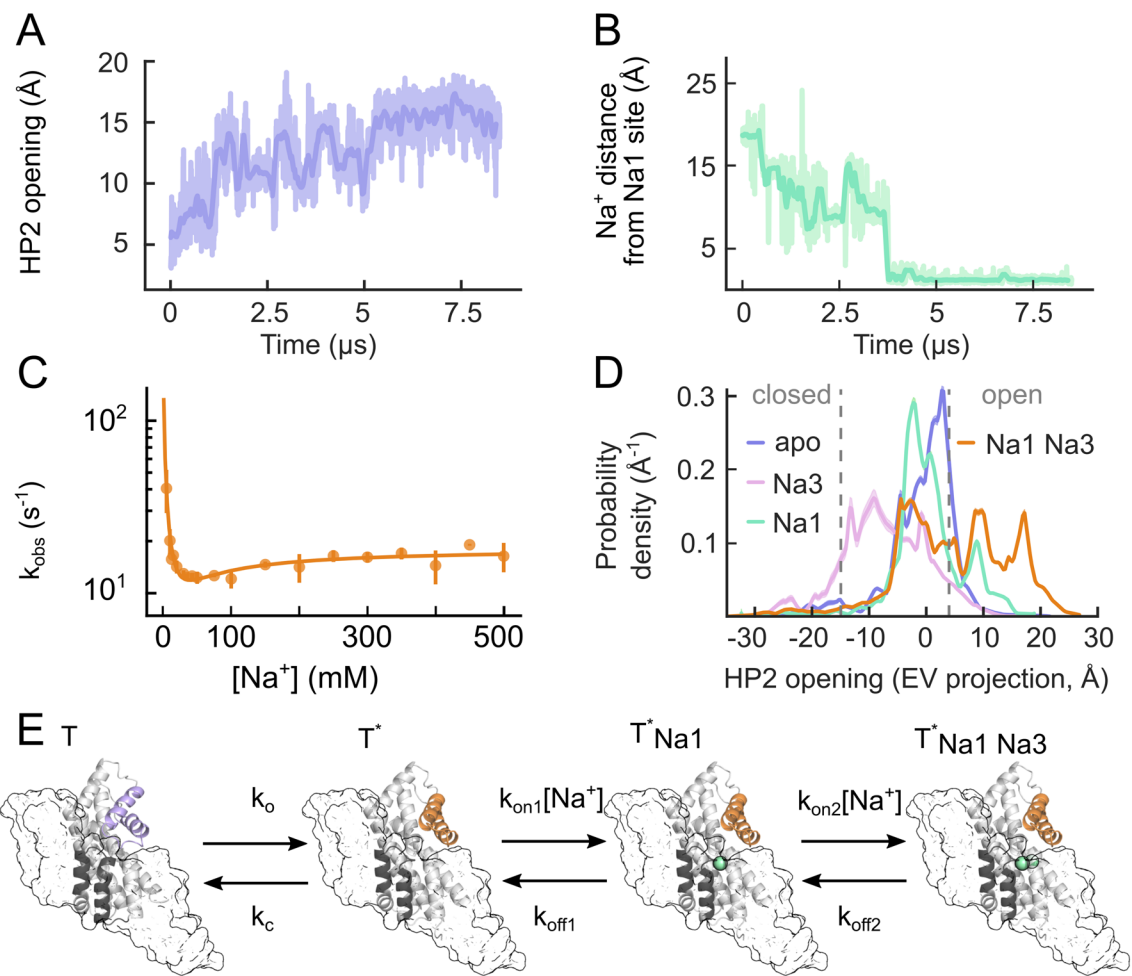 A
HP2 opening (Å)
20
15
10
5
0
2.5
5
7.5
Time (µs)
B
Na⁺ distance
from Na1 site (Å)
25
15
5
0
2.5
5
7.5
Time (µs)
C
k_obs (s⁻¹)
10²
10¹
0
100
300
500
[Na⁺] (mM)
D
Probability
density (Å⁻¹)
0.3
0.2
0.1
closed
open
apo
Na3
Na1
Na1 Na3
-30
-20
-10
0
10
20
30
HP2 opening (EV projection, Å)
E
T
T*
T*Na1
T*Na1 Na3
kₒ
k_c
k_on1[Na⁺]
k_off1
k_on2[Na⁺]
k_off2